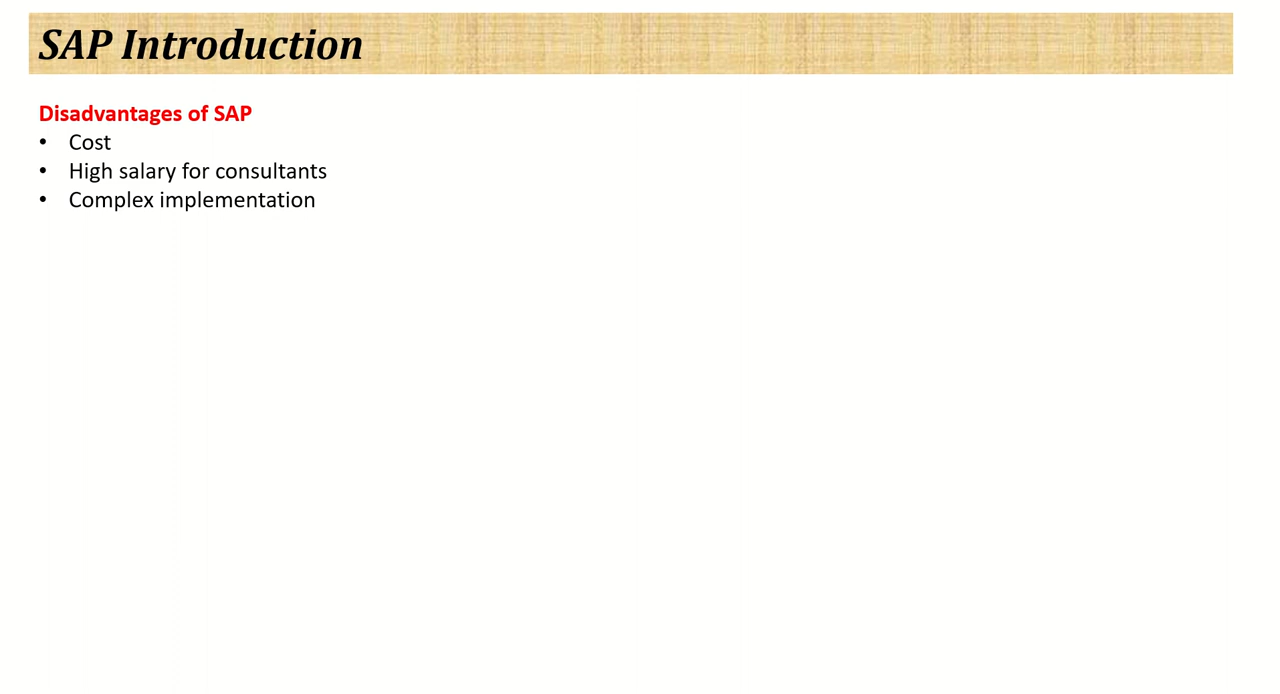 SAP Introduction
Disadvantages of SAP
• Cost
• High salary for consultants
• Complex implementation